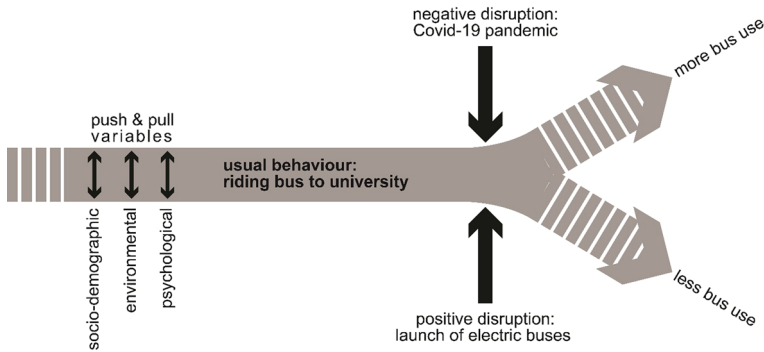 negative disruption:
Covid-19 pandemic
more bus use
push & pull
variables
usual behaviour:
riding bus to university
socio-demographic
environmental
psychological
less bus use
positive disruption:
launch of electric buses